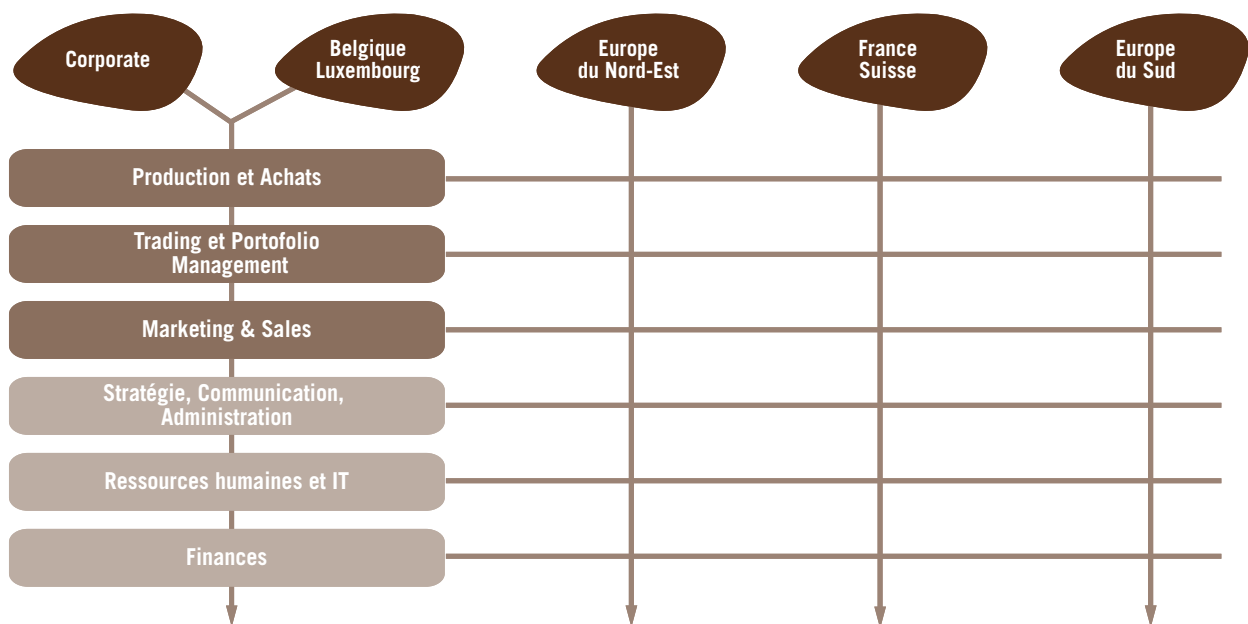 Corporate
Belgique
Luxembourg
Europe
du Nord-Est
France
Suisse
Europe
du Sud
Production et Achats
Trading et Portofolio
Management
Marketing & Sales
Stratégie, Communication,
Administration
Ressources humaines et IT
Finances